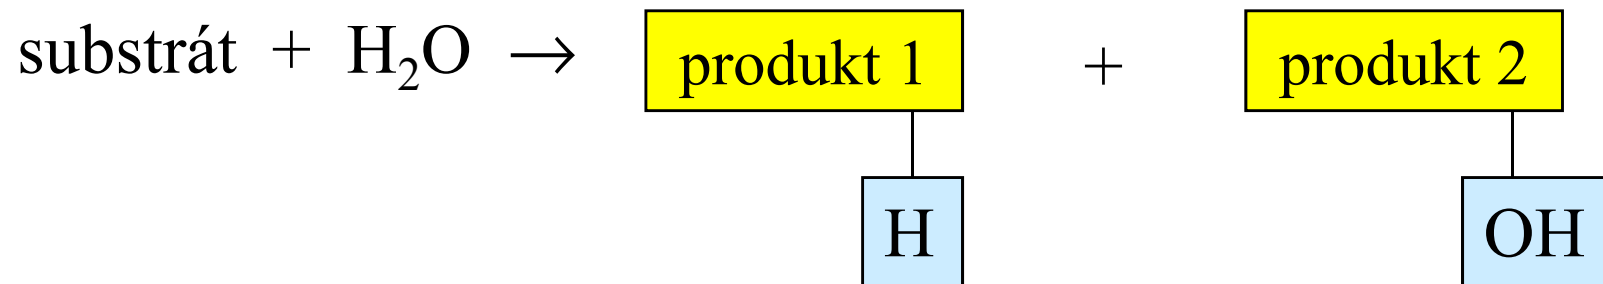 substrát + H₂O → produkt 1 + produkt 2
H OH